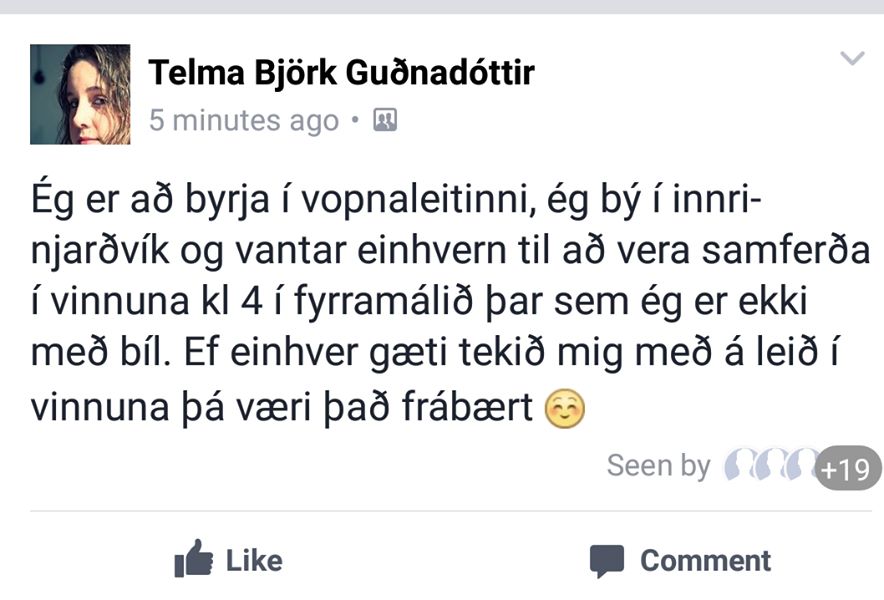 Telma Björk Guðnadóttir
5 minutes ago •
Ég er að byrja í vopnaleitinni, ég bý í innri-
njarðvík og vantar einhvern til að vera samferða
í vinnuna kl 4 í fyrramálið þar sem ég er ekki
með bíl. Ef einhver gæti tekið mig með á leið í
vinnuna þá væri það frábært ☺️
Seen by +19
Like Comment